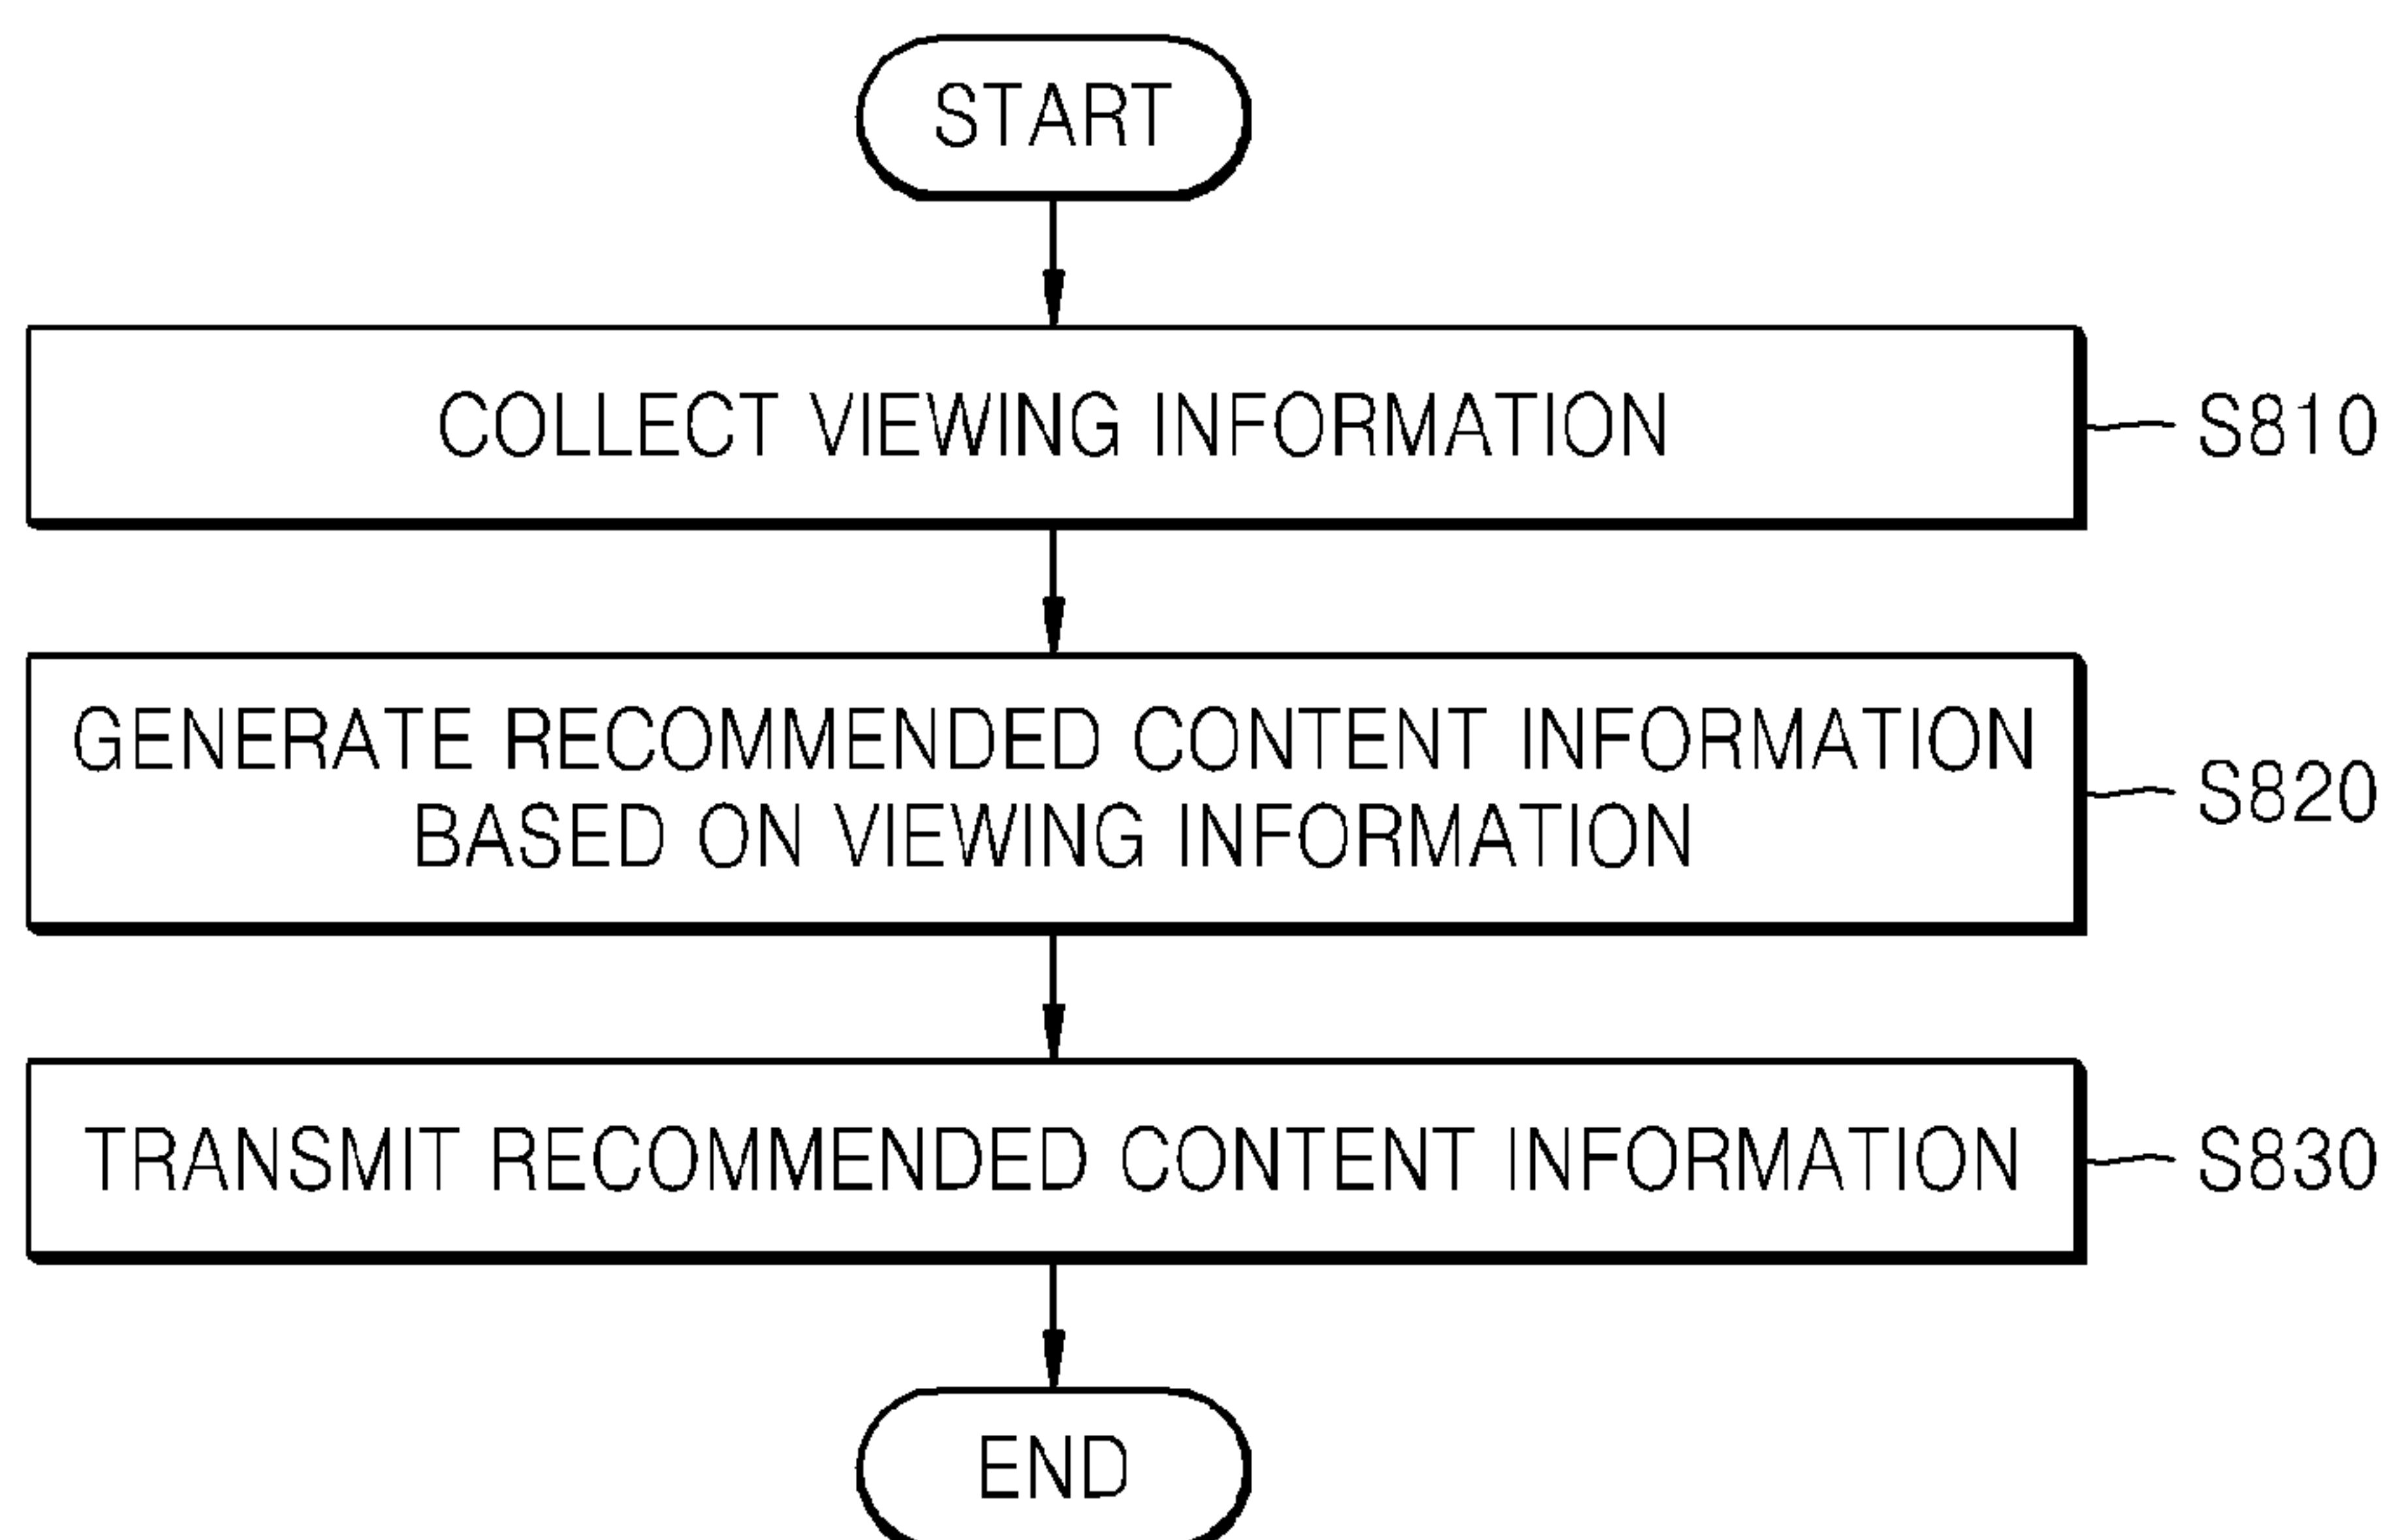 START
COLLECT VIEWING INFORMATION
S810
GENERATE RECOMMENDED CONTENT INFORMATION
BASED ON VIEWING INFORMATION
S820
TRANSMIT RECOMMENDED CONTENT INFORMATION
S830
END